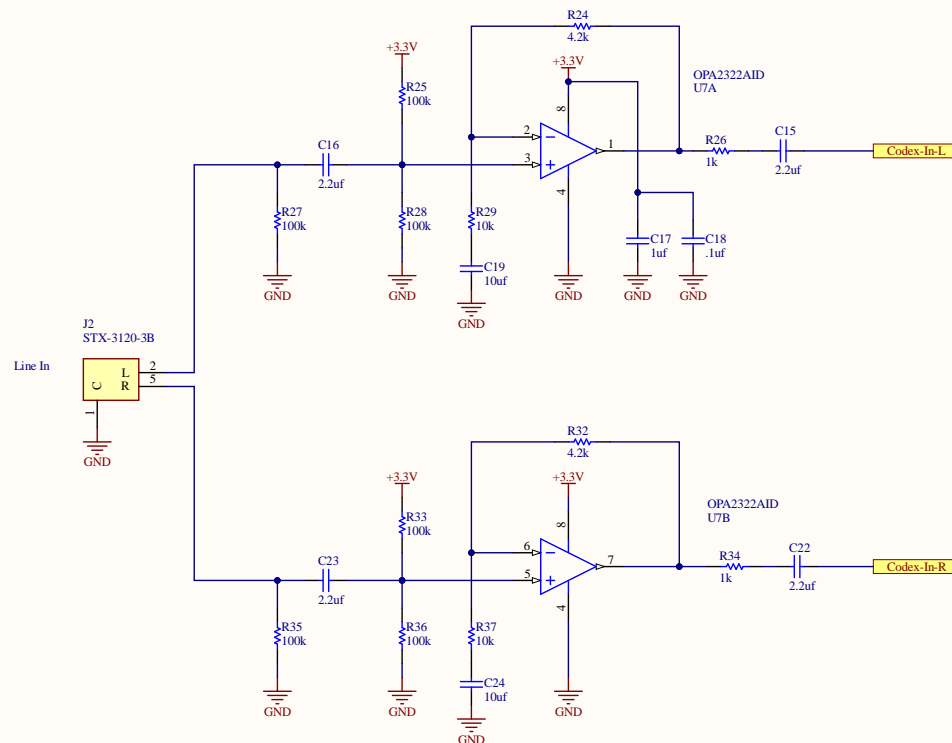 R24
4.2k
+3.3V
+3.3V
OPA2322AID
U7A
R25
100k
8
2
1
3
4
C16
2.2uf
R26
1k
C15
2.2uf
Codex-In-L
R27
100k
R28
100k
R29
10k
C17
1uf
C18
.1uf
C19
10uf
GND
GND
GND
GND
GND
GND
J2
STX-3120-3B
Line In
C
L
R
2
5
1
GND
R32
4.2k
+3.3V
+3.3V
OPA2322AID
U7B
R33
100k
8
6
7
5
4
C23
2.2uf
R34
1k
C22
2.2uf
Codex-In-R
R35
100k
R36
100k
R37
10k
C24
10uf
GND
GND
GND
GND